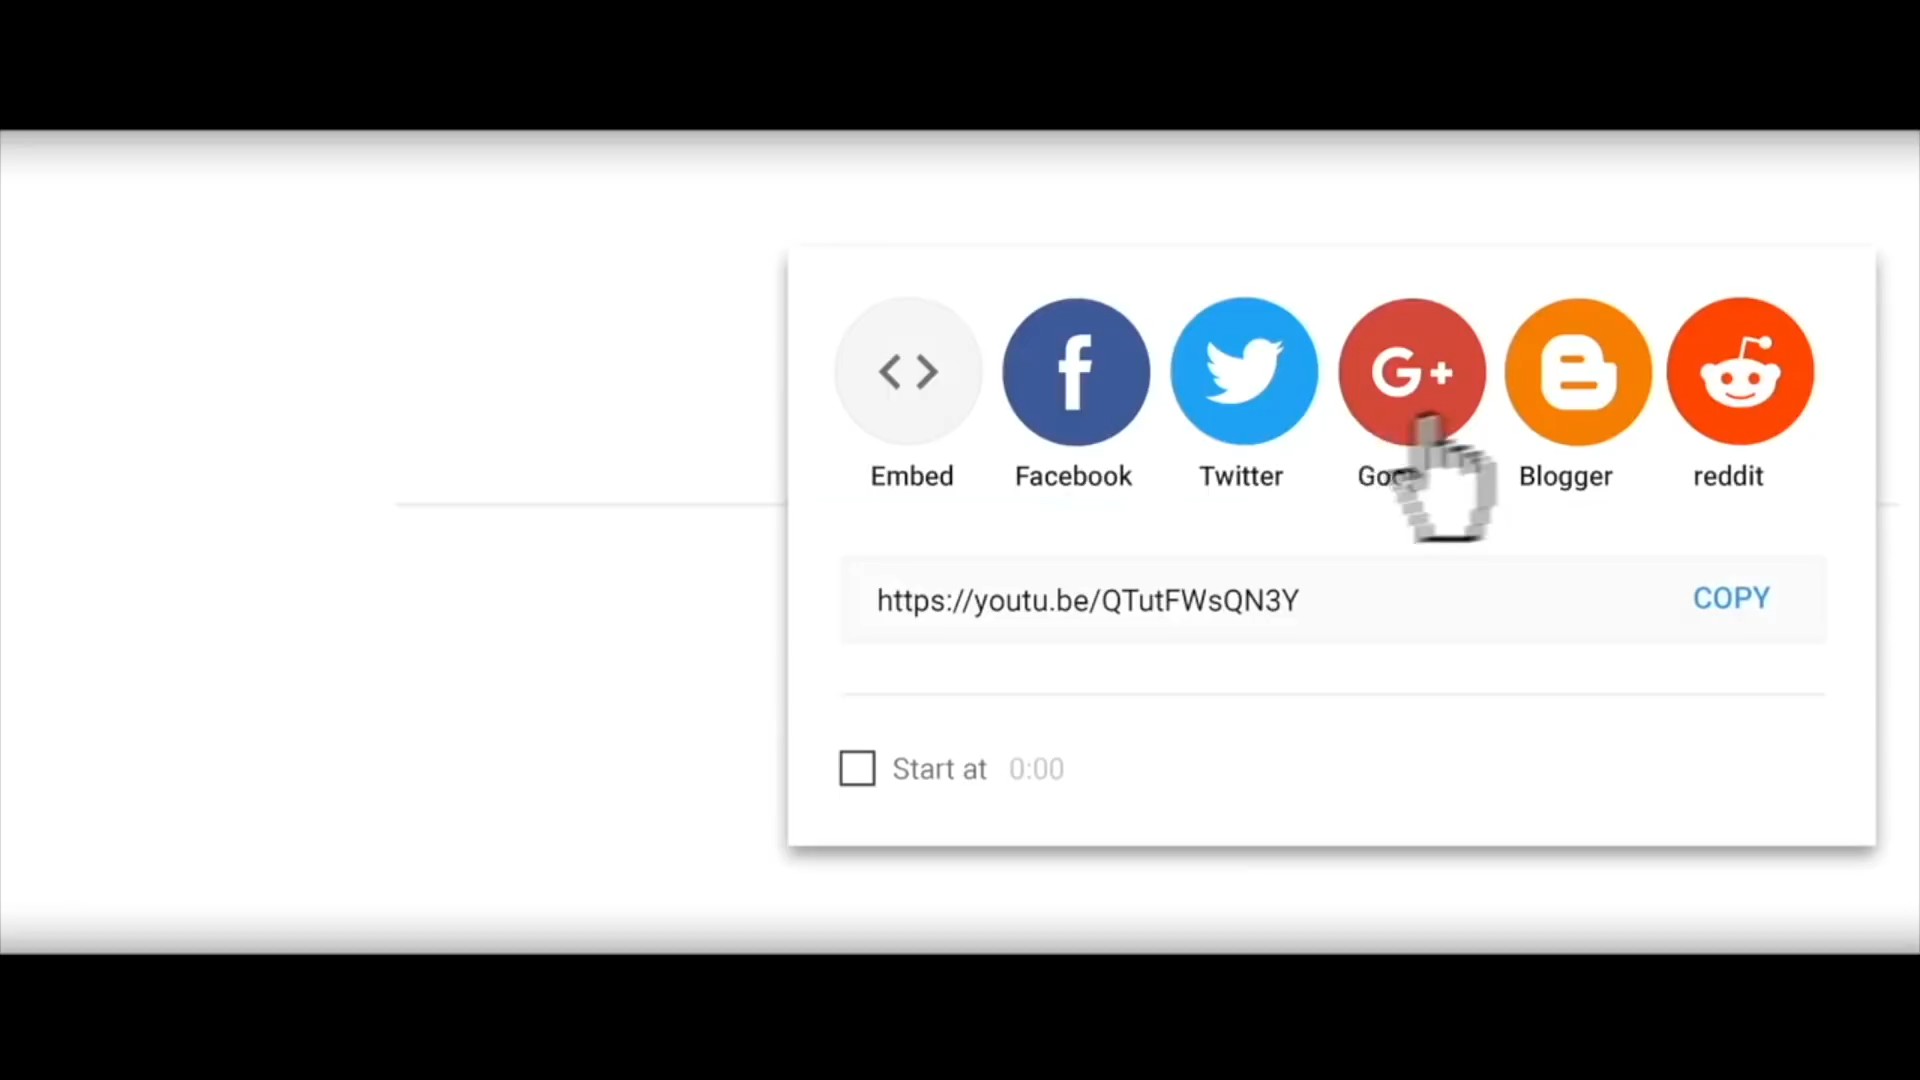 Embed Facebook Twitter Blogger reddit
https://youtu.be/QTutFWsQN3Y COPY
Start at 0:00